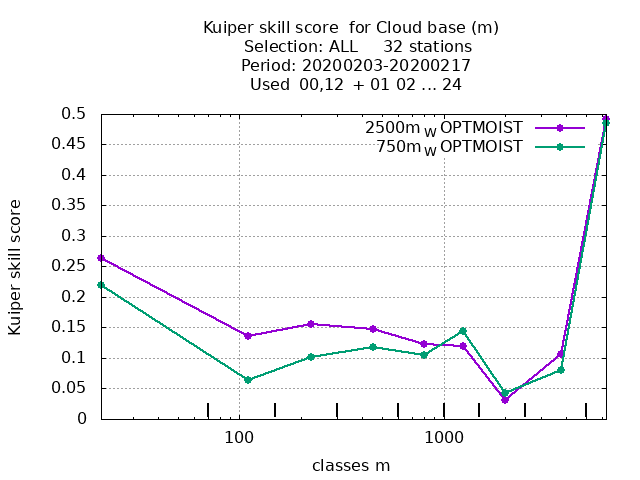 Kuiper skill score  for Cloud base (m)
Selection: ALL     32 stations
Period: 20200203-20200217
Used  00,12  + 01 02 ... 24
2500m W OPTMOIST
750m W OPTMOIST
0.5
0.45
0.4
0.35
0.3
0.25
0.2
0.15
0.1
0.05
0
Kuiper skill score
100
1000
classes m